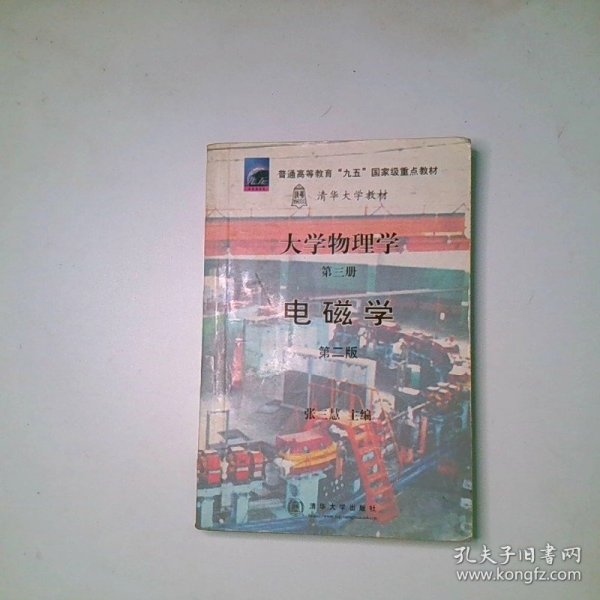 普通高等教育“九五”国家级重点教材
清华大学教材
大学物理学
第三册
电磁学
第二版
张三慧 主编
清华大学出版社
孔夫子旧书网
www.kongfz.com